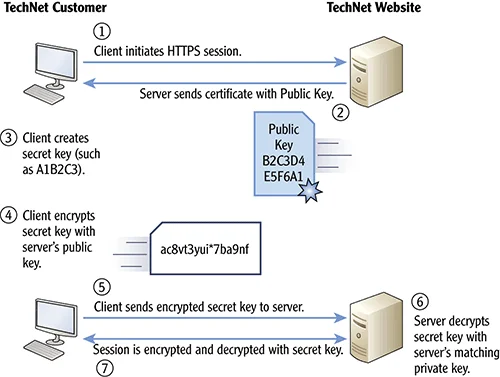 TechNet Customer
TechNet Website
①
Client initiates HTTPS session.
Server sends certificate with Public Key.
②
Public
Key
B2C3D4
E5F6A1
③ Client creates
secret key (such
as A1B2C3).
④ Client encrypts
secret key with
server's public
key.
ac8vt3yui*7ba9nf
⑤
Client sends encrypted secret key to server.
⑥
Server decrypts
secret key with
server's matching
private key.
Session is encrypted and decrypted with secret key.
⑦